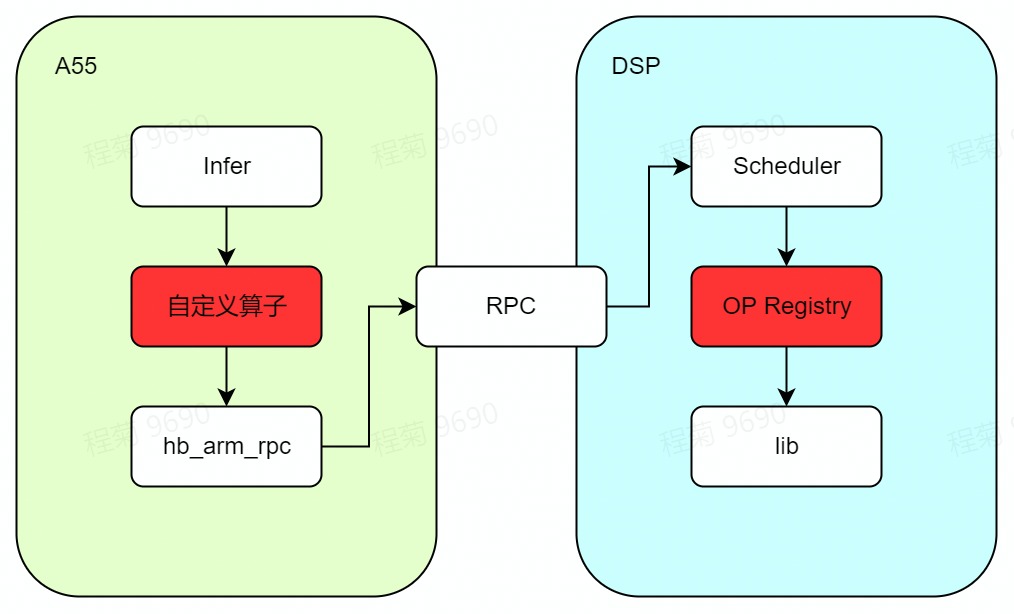 A55
Infer
自定义算子
hb_arm_rpc
RPC
DSP
Scheduler
OP Registry
lib
程菊 9690
程菊 9690
程菊 9690
程菊
程菊 9690
程菊 9690
程菊 9690
程菊